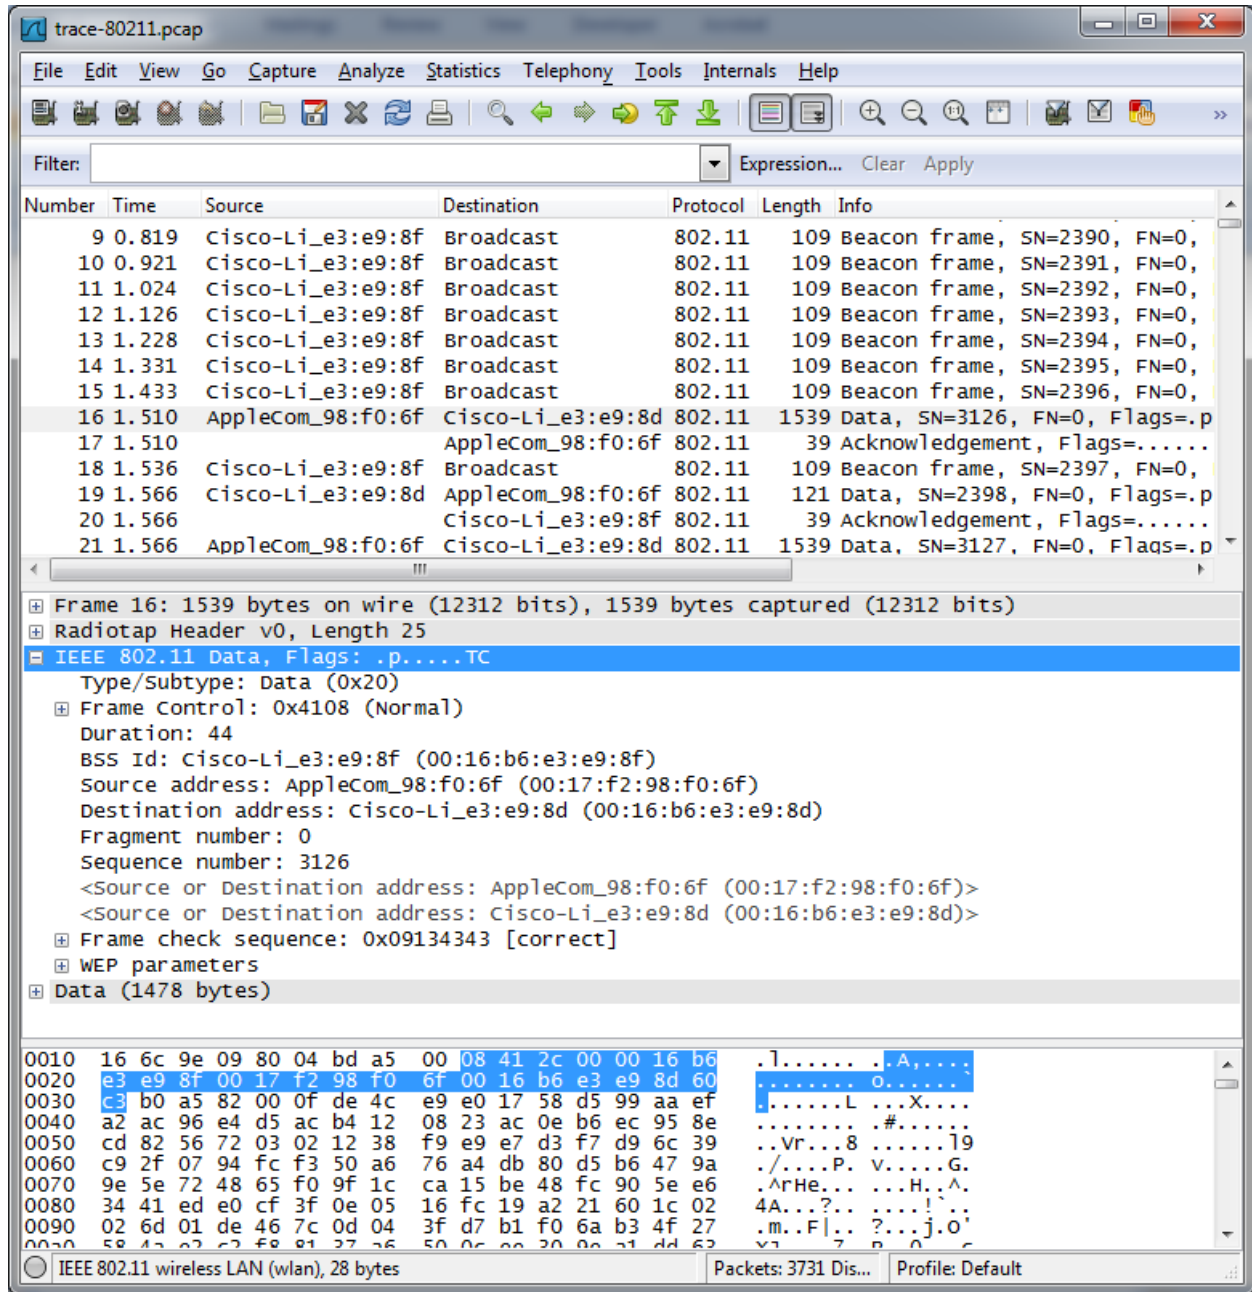 trace-80211.pcap
File Edit View Go Capture Analyze Statistics Telephony Tools Internals Help
Filter: Expression... Clear Apply
Number Time Source Destination Protocol Length Info
9 0.819 Cisco-Li_e3:e9:8f Broadcast 802.11 109 Beacon frame, SN=2390, FN=0,
10 0.921 Cisco-Li_e3:e9:8f Broadcast 802.11 109 Beacon frame, SN=2391, FN=0,
11 1.024 Cisco-Li_e3:e9:8f Broadcast 802.11 109 Beacon frame, SN=2392, FN=0,
12 1.126 Cisco-Li_e3:e9:8f Broadcast 802.11 109 Beacon frame, SN=2393, FN=0,
13 1.228 Cisco-Li_e3:e9:8f Broadcast 802.11 109 Beacon frame, SN=2394, FN=0,
14 1.331 Cisco-Li_e3:e9:8f Broadcast 802.11 109 Beacon frame, SN=2395, FN=0,
15 1.433 Cisco-Li_e3:e9:8f Broadcast 802.11 109 Beacon frame, SN=2396, FN=0,
16 1.510 AppleCom_98:f0:6f Cisco-Li_e3:e9:8d 802.11 1539 Data, SN=3126, FN=0, Flags=.p
17 1.510 AppleCom_98:f0:6f 802.11 39 Acknowledgement, Flags=......
18 1.536 Cisco-Li_e3:e9:8f Broadcast 802.11 109 Beacon frame, SN=2397, FN=0,
19 1.566 Cisco-Li_e3:e9:8d AppleCom_98:f0:6f 802.11 121 Data, SN=2398, FN=0, Flags=.p
20 1.566 Cisco-Li_e3:e9:8f 802.11 39 Acknowledgement, Flags=......
21 1.566 AppleCom_98:f0:6f Cisco-Li_e3:e9:8d 802.11 1539 Data, SN=3127, FN=0, Flags=.p
Frame 16: 1539 bytes on wire (12312 bits), 1539 bytes captured (12312 bits)
Radiotap Header v0, Length 25
IEEE 802.11 Data, Flags: .p.....TC
Type/Subtype: Data (0x20)
Frame Control: 0x4108 (Normal)
Duration: 44
BSS Id: Cisco-Li_e3:e9:8f (00:16:b6:e3:e9:8f)
Source address: AppleCom_98:f0:6f (00:17:f2:98:f0:6f)
Destination address: Cisco-Li_e3:e9:8d (00:16:b6:e3:e9:8d)
Fragment number: 0
Sequence number: 3126
<Source or Destination address: AppleCom_98:f0:6f (00:17:f2:98:f0:6f)>
<Source or Destination address: Cisco-Li_e3:e9:8d (00:16:b6:e3:e9:8d)>
Frame check sequence: 0x09134343 [correct]
WEP parameters
Data (1478 bytes)
0010 16 6c 9e 09 80 04 bd a5 00 08 41 2c 00 00 16 b6 .l...... ..A,....
0020 e3 e9 8f 00 17 f2 98 f0 6f 00 16 b6 e3 e9 8d 60 ........ o......`
0030 c3 b0 a5 82 00 0f de 4c e9 e0 17 58 d5 99 aa ef .......L ...X....
0040 a2 ac 96 e4 d5 ac b4 12 08 23 ac 0e b6 ec 95 8e ........ .#......
0050 cd 82 56 72 03 02 12 38 f9 e9 e7 d3 f7 d9 6c 39 ..Vr...8 ......l9
0060 c9 2f 07 94 fc f3 50 a6 76 a4 db 80 d5 b6 47 9a ./....P. v.....G.
0070 9e 5e 72 48 65 f0 9f 1c ca 15 be 48 fc 90 5e e6 .^rHe... ...H..^.
0080 34 41 ed e0 cf 3f 0e 05 16 fc 19 a2 21 60 1c 02 4A...?.. ....!`..
0090 02 6d 01 de 46 7c 0d 04 3f d7 b1 f0 6a b3 4f 27 .m..F|.. ?...j.O'
IEEE 802.11 wireless LAN (wlan), 28 bytes Packets: 3731 Dis... Profile: Default